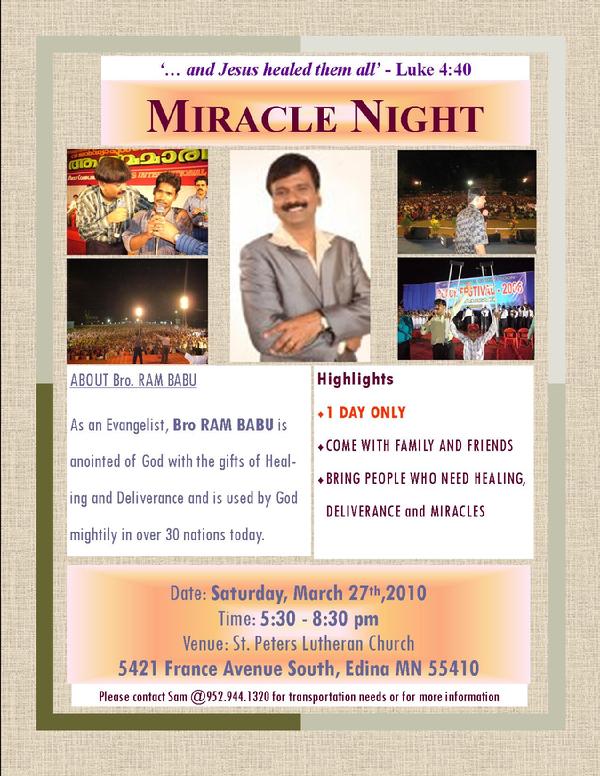 ‘… and Jesus healed them all’ - Luke 4:40
MIRACLE NIGHT
ABOUT Bro. RAM BABU
As an Evangelist, Bro RAM BABU is
anointed of God with the gifts of Heal-
ing and Deliverance and is used by God
mightily in over 30 nations today.
Highlights
♦1 DAY ONLY
♦COME WITH FAMILY AND FRIENDS
♦BRING PEOPLE WHO NEED HEALING,
DELIVERANCE and MIRACLES
Date: Saturday, March 27th,2010
Time: 5:30 - 8:30 pm
Venue: St. Peters Lutheran Church
5421 France Avenue South, Edina MN 55410
Please contact Sam @952.944.1320 for transportation needs or for more information